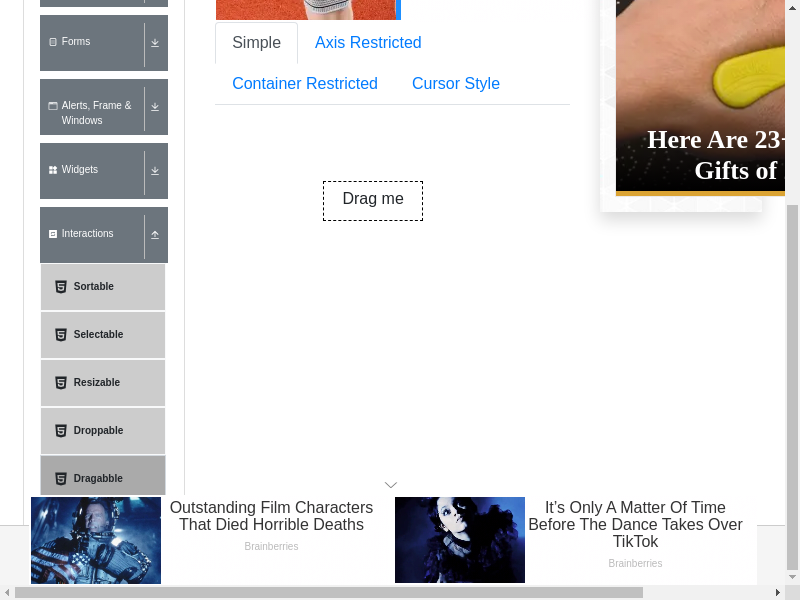 Forms
Alerts, Frame &
Windows
Widgets
Interactions
Sortable
Selectable
Resizable
Droppable
Dragabble
Simple
Axis Restricted
Container Restricted
Cursor Style
Drag me
Here Are 23+
Gifts of
Outstanding Film Characters
That Died Horrible Deaths
Brainberries
It's Only A Matter Of Time
Before The Dance Takes Over
TikTok
Brainberries